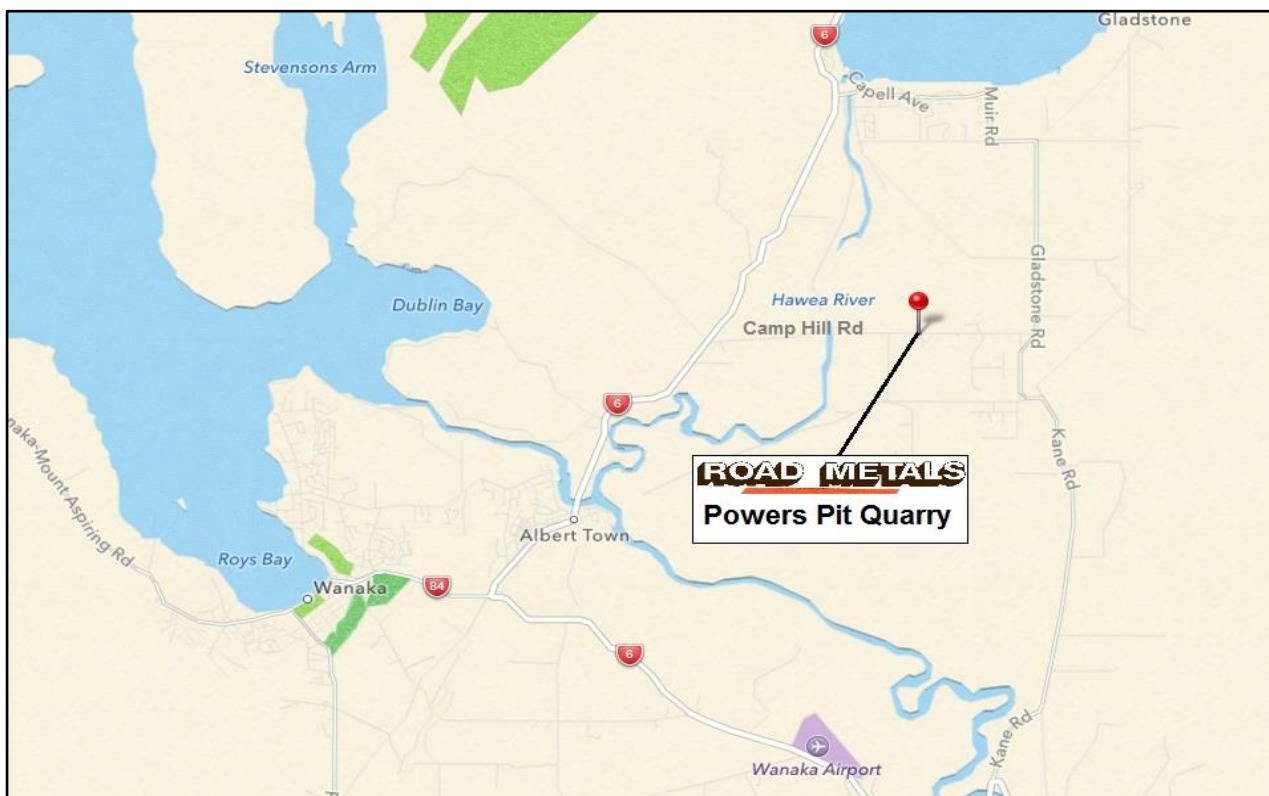 Gladstone
6
Stevensons Arm
Capell Ave
Muir Rd
Gladstone Rd
Dublin Bay
Hawea River
Camp Hill Rd
6
Kane Rd
naka-Mount Aspiring Rd
ROAD METALS
Powers Pit Quarry
Albert Town
Roys Bay
Wanaka
84
6
Kane Rd
Wanaka Airport